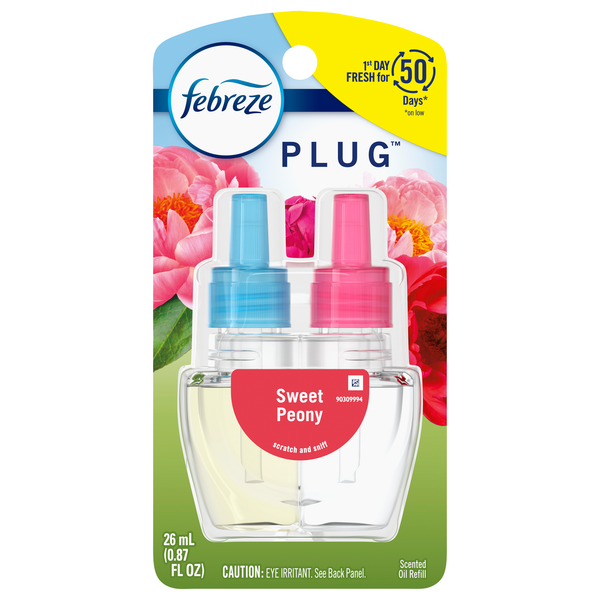 febreze
1st DAY
FRESH for 50
Days*
*on low
PLUG™
Sweet
Peony
90309994
scratch and sniff
26 mL
(0.87
FL OZ)
CAUTION: EYE IRRITANT. See Back Panel.
Scented
Oil Refill